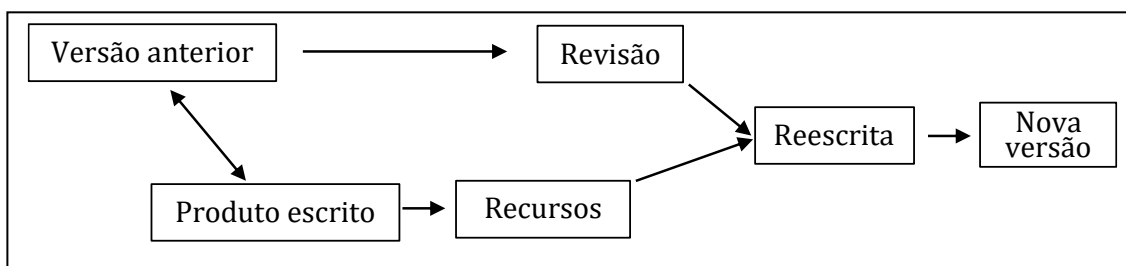 Versão anterior
Revisão
Reescrita
Nova
versão
Produto escrito
Recursos